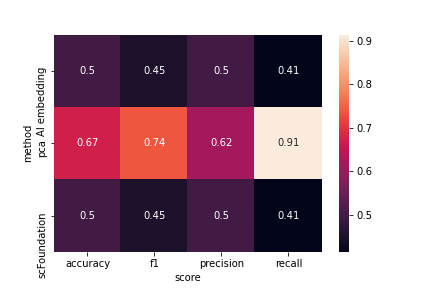 AI embedding
0.5 0.45 0.5 0.41
pca
0.67 0.74 0.62 0.91
scFoundation
0.5 0.45 0.5 0.41
method
accuracy f1 precision recall
score
0.9
0.8
0.7
0.6
0.5